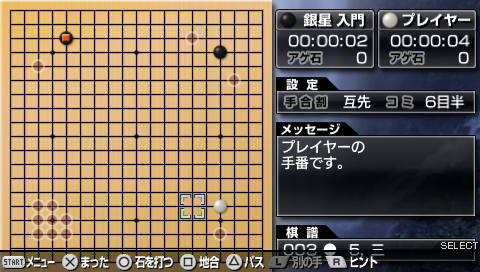 銀星 入門
プレイヤー
00:00:02
00:00:04
アゲ石 0
アゲ石 0
設定
手合割 互先 コミ 6目半
メッセージ
プレイヤーの
手番です。
棋譜
003 5. 三
SELECT
START メニュー × まった ○ 石を打つ □ 地合 △ パス L 別の手 R ヒント